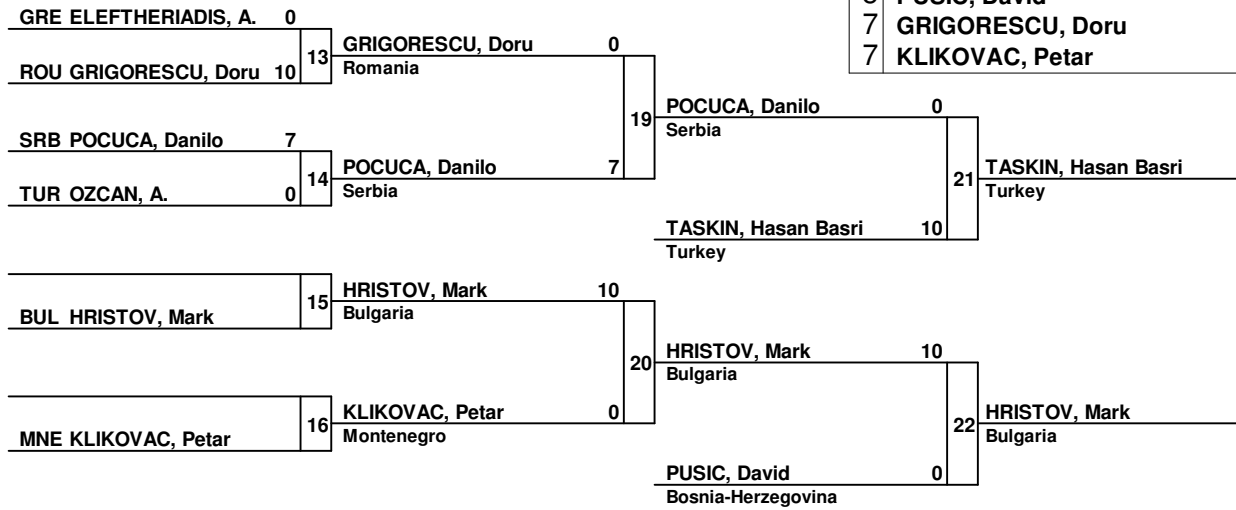 GRE ELEFTHERIADIS, A. 0
13
ROU GRIGORESCU, Doru 10
GRIGORESCU, Doru 0
Romania
SRB POCUCA, Danilo 7
14
TUR OZCAN, A. 0
POCUCA, Danilo 7
Serbia
19
POCUCA, Danilo 0
Serbia
TASKIN, Hasan Basri 10
Turkey
21
TASKIN, Hasan Basri
Turkey
15
BUL HRISTOV, Mark
HRISTOV, Mark 10
Bulgaria
16
MNE KLIKOVAC, Petar
KLIKOVAC, Petar 0
Montenegro
20
HRISTOV, Mark 10
Bulgaria
PUSIC, David 0
Bosnia-Herzegovina
22
HRISTOV, Mark
Bulgaria
PUSIC, David
7 GRIGORESCU, Doru
7 KLIKOVAC, Petar